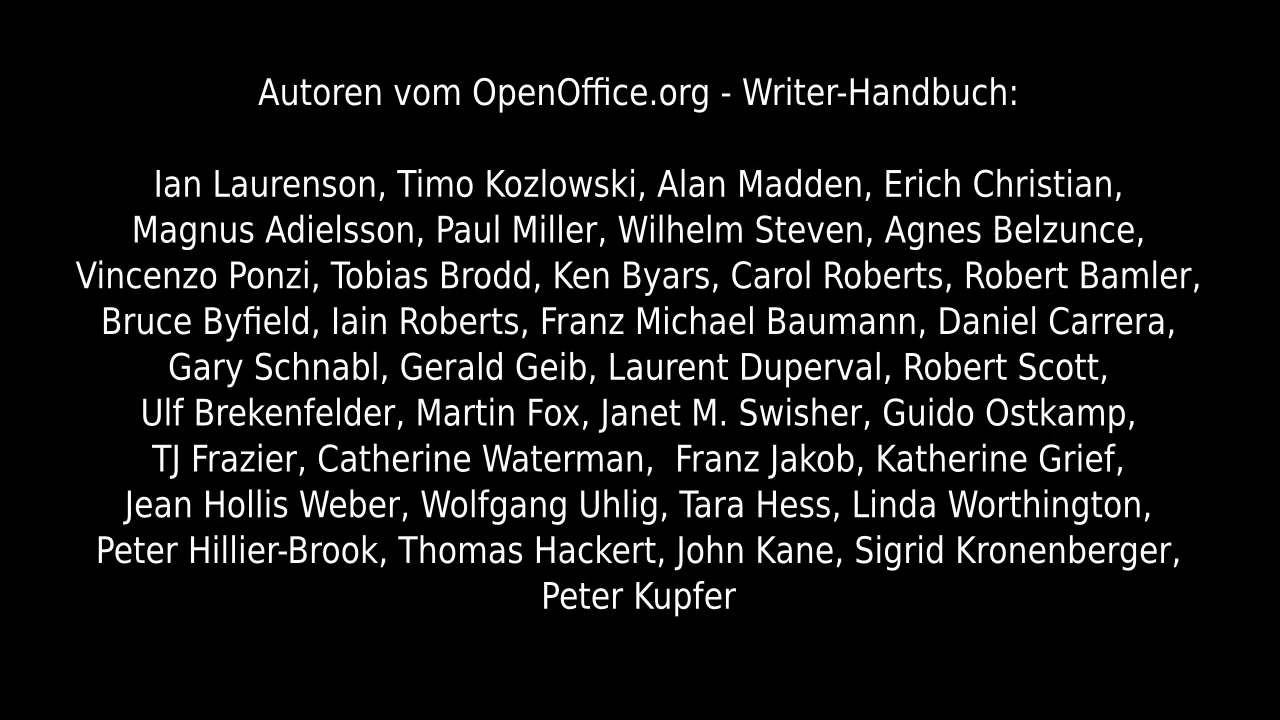 Autoren vom OpenOffice.org - Writer-Handbuch:
Ian Laurenson, Timo Kozlowski, Alan Madden, Erich Christian,
Magnus Adielsson, Paul Miller, Wilhelm Steven, Agnes Belzunce,
Vincenzo Ponzi, Tobias Brodd, Ken Byars, Carol Roberts, Robert Bamler,
Bruce Byfield, Iain Roberts, Franz Michael Baumann, Daniel Carrera,
Gary Schnabl, Gerald Geib, Laurent Duperval, Robert Scott,
Ulf Brekenfelder, Martin Fox, Janet M. Swisher, Guido Ostkamp,
TJ Frazier, Catherine Waterman,  Franz Jakob, Katherine Grief,
Jean Hollis Weber, Wolfgang Uhlig, Tara Hess, Linda Worthington,
Peter Hillier-Brook, Thomas Hackert, John Kane, Sigrid Kronenberger,
Peter Kupfer